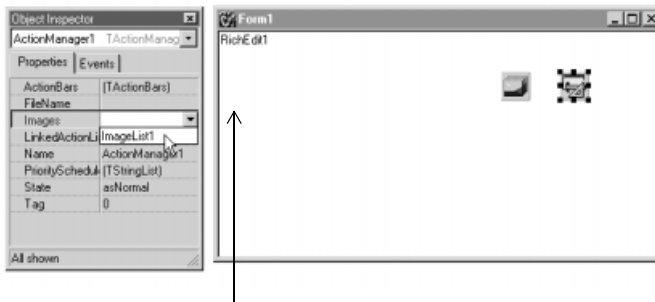 Object Inspector
ActionManager1 TActionManag
Properties Events
ActionBars (TActionBars)
FileName
Images
LinkedActionLi ImageList1
Name ActionManager1
PrioritySchedul (TStringList)
State asNormal
Tag 0
All shown
Form1
RichEdit1